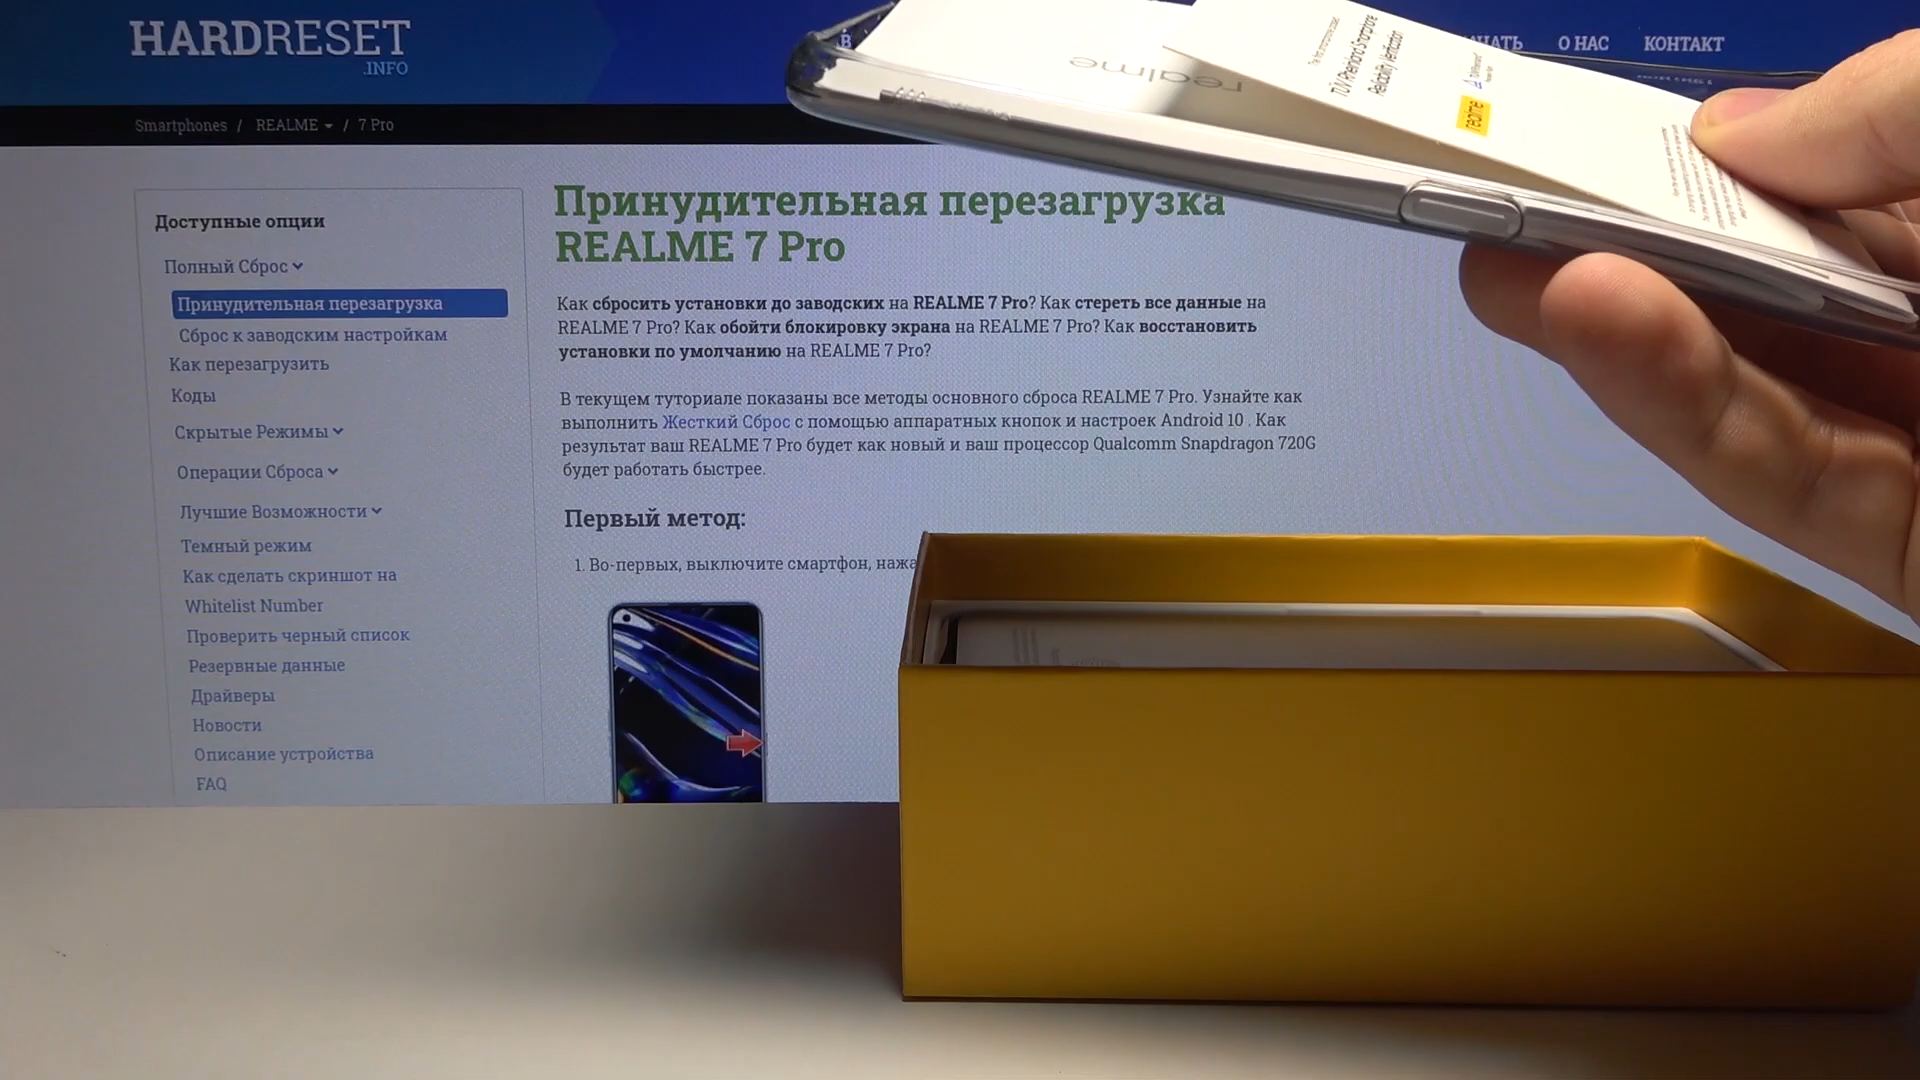 HARDRESET
.INFO
О НАС
КОНТАКТ
Smartphones / REALME / 7 Pro
realme
TÜV Rheinland Smartphone
Reliability Verification
realme
Доступные опции
Полный Сброс
Принудительная перезагрузка
Сброс к заводским настройкам
Как перезагрузить
Коды
Скрытые Режимы
Операции Сброса
Лучшие Возможности
Темный режим
Как сделать скриншот на
Whitelist Number
Проверить черный список
Резервные данные
Драйверы
Новости
Описание устройства
FAQ
Принудительная перезагрузка
REALME 7 Pro
Как сбросить установки до заводских на REALME 7 Pro? Как стереть все данные на
REALME 7 Pro? Как обойти блокировку экрана на REALME 7 Pro? Как восстановить
установки по умолчанию на REALME 7 Pro?
В текущем туториале показаны все методы основного сброса REALME 7 Pro. Узнайте как
выполнить Жесткий Сброс с помощью аппаратных кнопок и настроек Android 10 . Как
результат ваш REALME 7 Pro будет как новый и ваш процессор Qualcomm Snapdragon 720G
будет работать быстрее.
Первый метод:
1. Во-первых, выключите смартфон, нажа